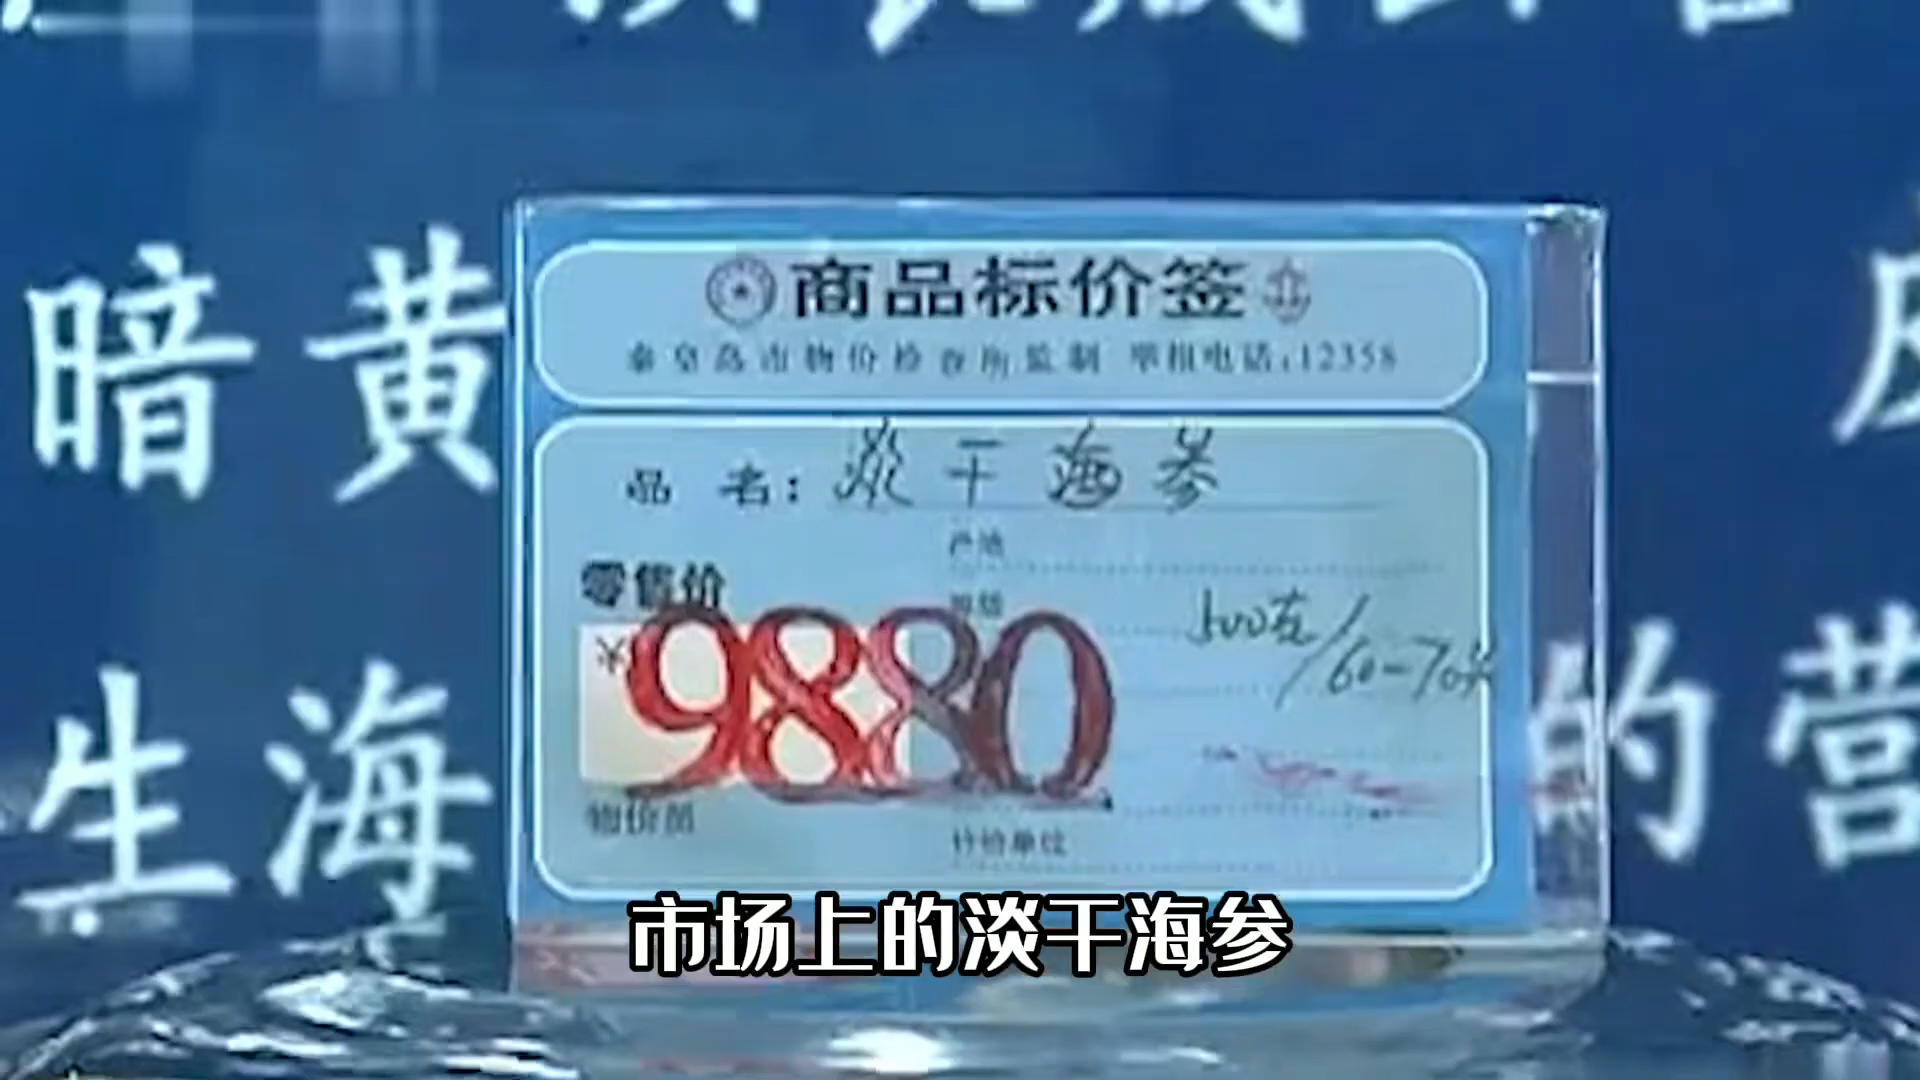 暗黄
商品标价签
秦皇岛市物价检查所监制 举报电话:12358
品 名: 淡干海参
产地
零售价
规格
500克/60-70头
9880
物价员
计价单位
生海
的营
市场上的淡干海参